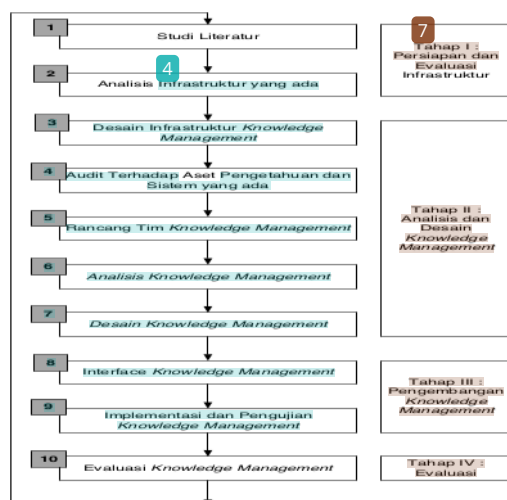 1
Studi Literatur
2
4
Analisis Infrastruktur yang ada
3
Desain Infrastruktur Knowledge
Management
4
Audit Terhadap Aset Pengetahuan dan
Sistem yang ada
5
Rancang Tim Knowledge Management
6
Analisis Knowledge Management
7
Desain Knowledge Management
8
Interface Knowledge Management
9
Implementasi dan Pengujian
Knowledge Management
10
Evaluasi Knowledge Management
7
Tahap I :
Persiapan dan
Evaluasi
Infrastruktur
Tahap II :
Analisis dan
Desain
Knowledge
Management
Tahap III :
Pengembangan
Knowledge
Management
Tahap IV :
Evaluasi